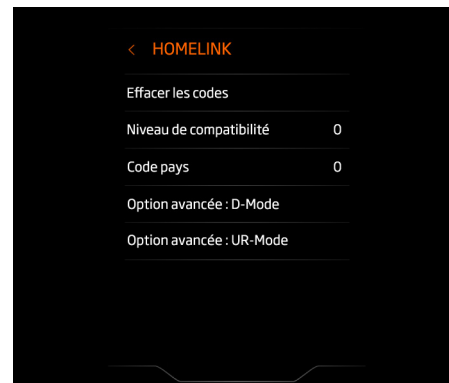 < HOMELINK
Effacer les codes
Niveau de compatibilité 0
Code pays 0
Option avancée : D-Mode
Option avancée : UR-Mode